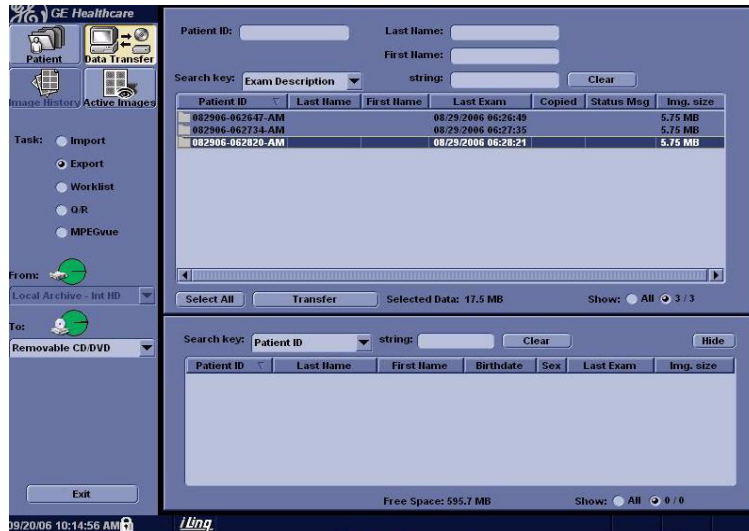 GE Healthcare
Patient
Data Transfer
Image History
Active Images
Task:
Import
Export
Worklist
Q/R
MPEGvue
From:
Local Archive - Int HD
To:
Removable CD/DVD
Exit
09/20/06 10:14:56 AM
Patient ID:
Last Name:
First Name:
Search key: Exam Description string: Clear
Patient ID Last Name First Name Last Exam Copied Status Msg Img. size
082906-062647-AM 08/29/2006 06:26:49 5.75 MB
082906-062734-AM 08/29/2006 06:27:35 5.75 MB
082906-062820-AM 08/29/2006 06:28:21 5.75 MB
Select All Transfer Selected Data: 17.5 MB Show: All 3 / 3
Search key: Patient ID string: Clear Hide
Patient ID Last Name First Name Birthdate Sex Last Exam Img. size
Free Space: 595.7 MB Show: All 0 / 0
iLinq